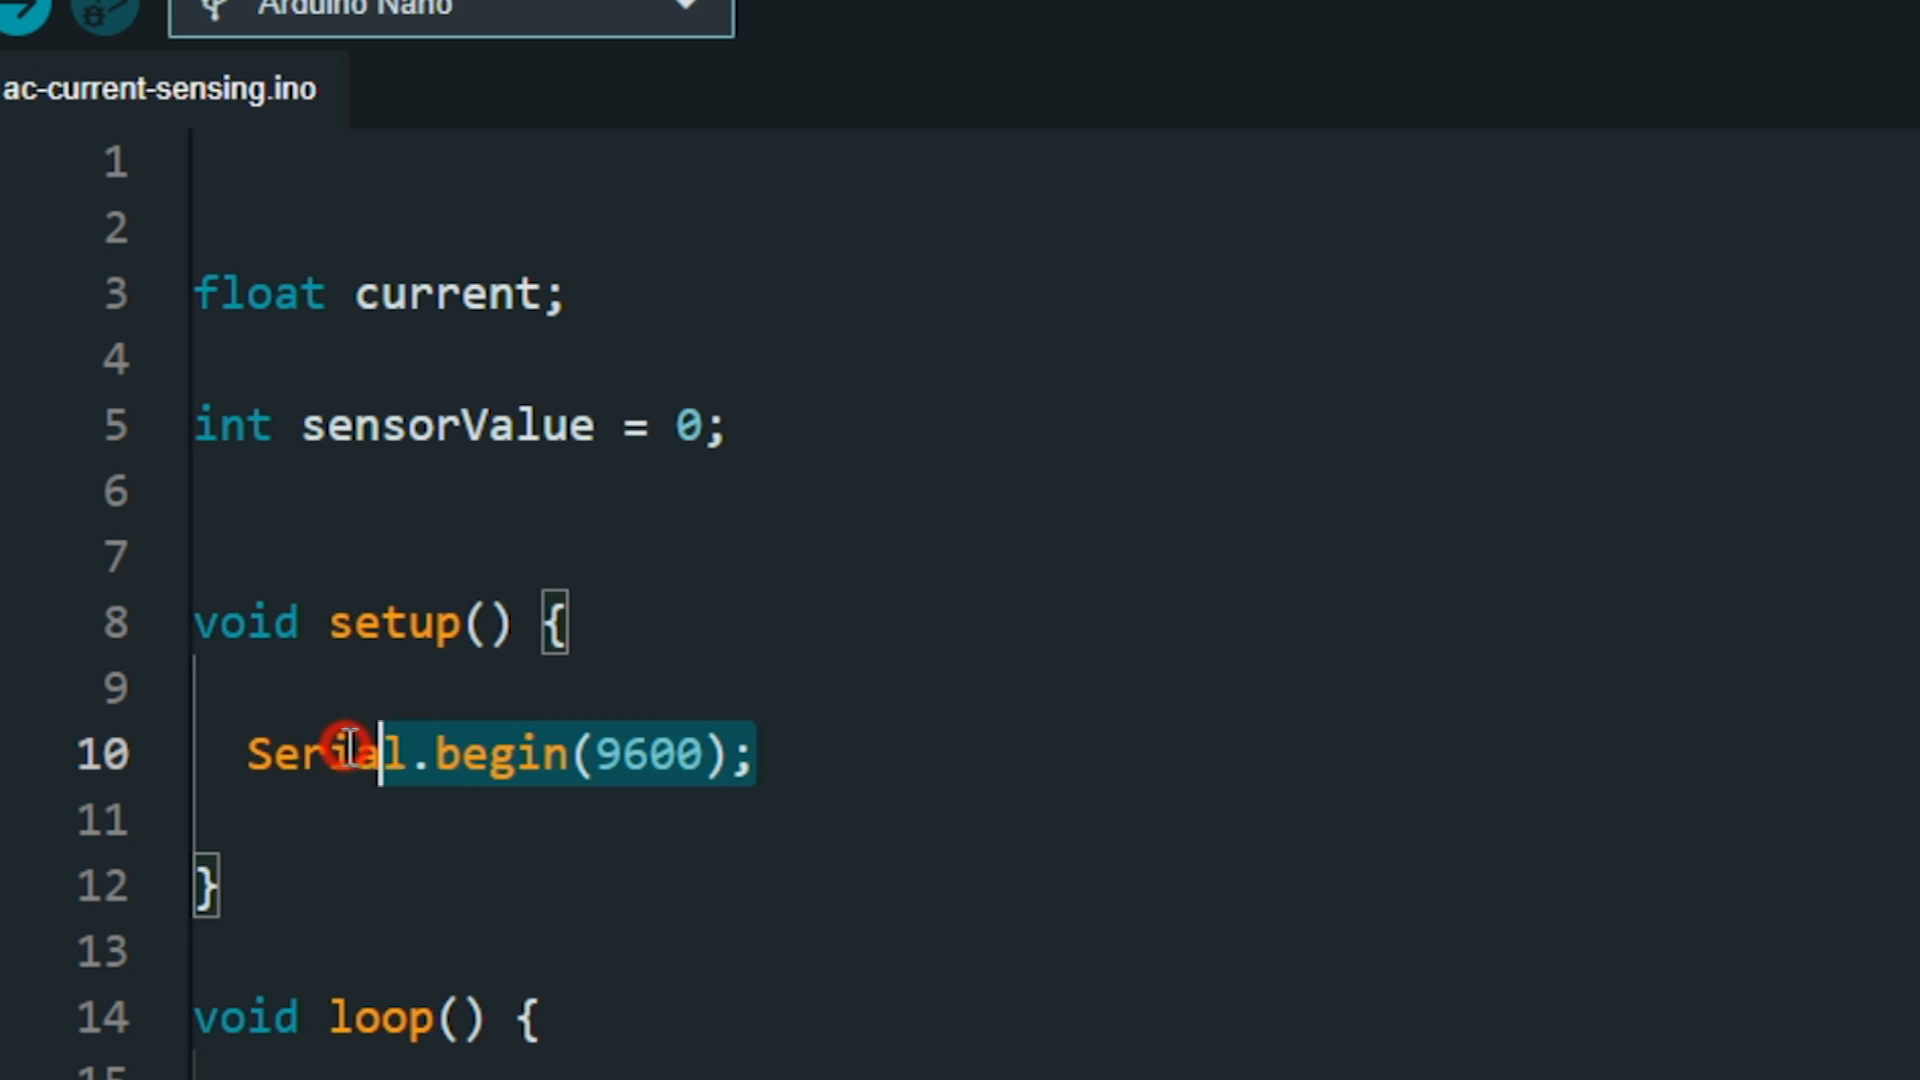 Arduino Nano
ac-current-sensing.ino
1
2
3 float current;
4
5 int sensorValue = 0;
6
7
8 void setup() {
9
10 Serial.begin(9600);
11
12 }
13
14 void loop() {
15